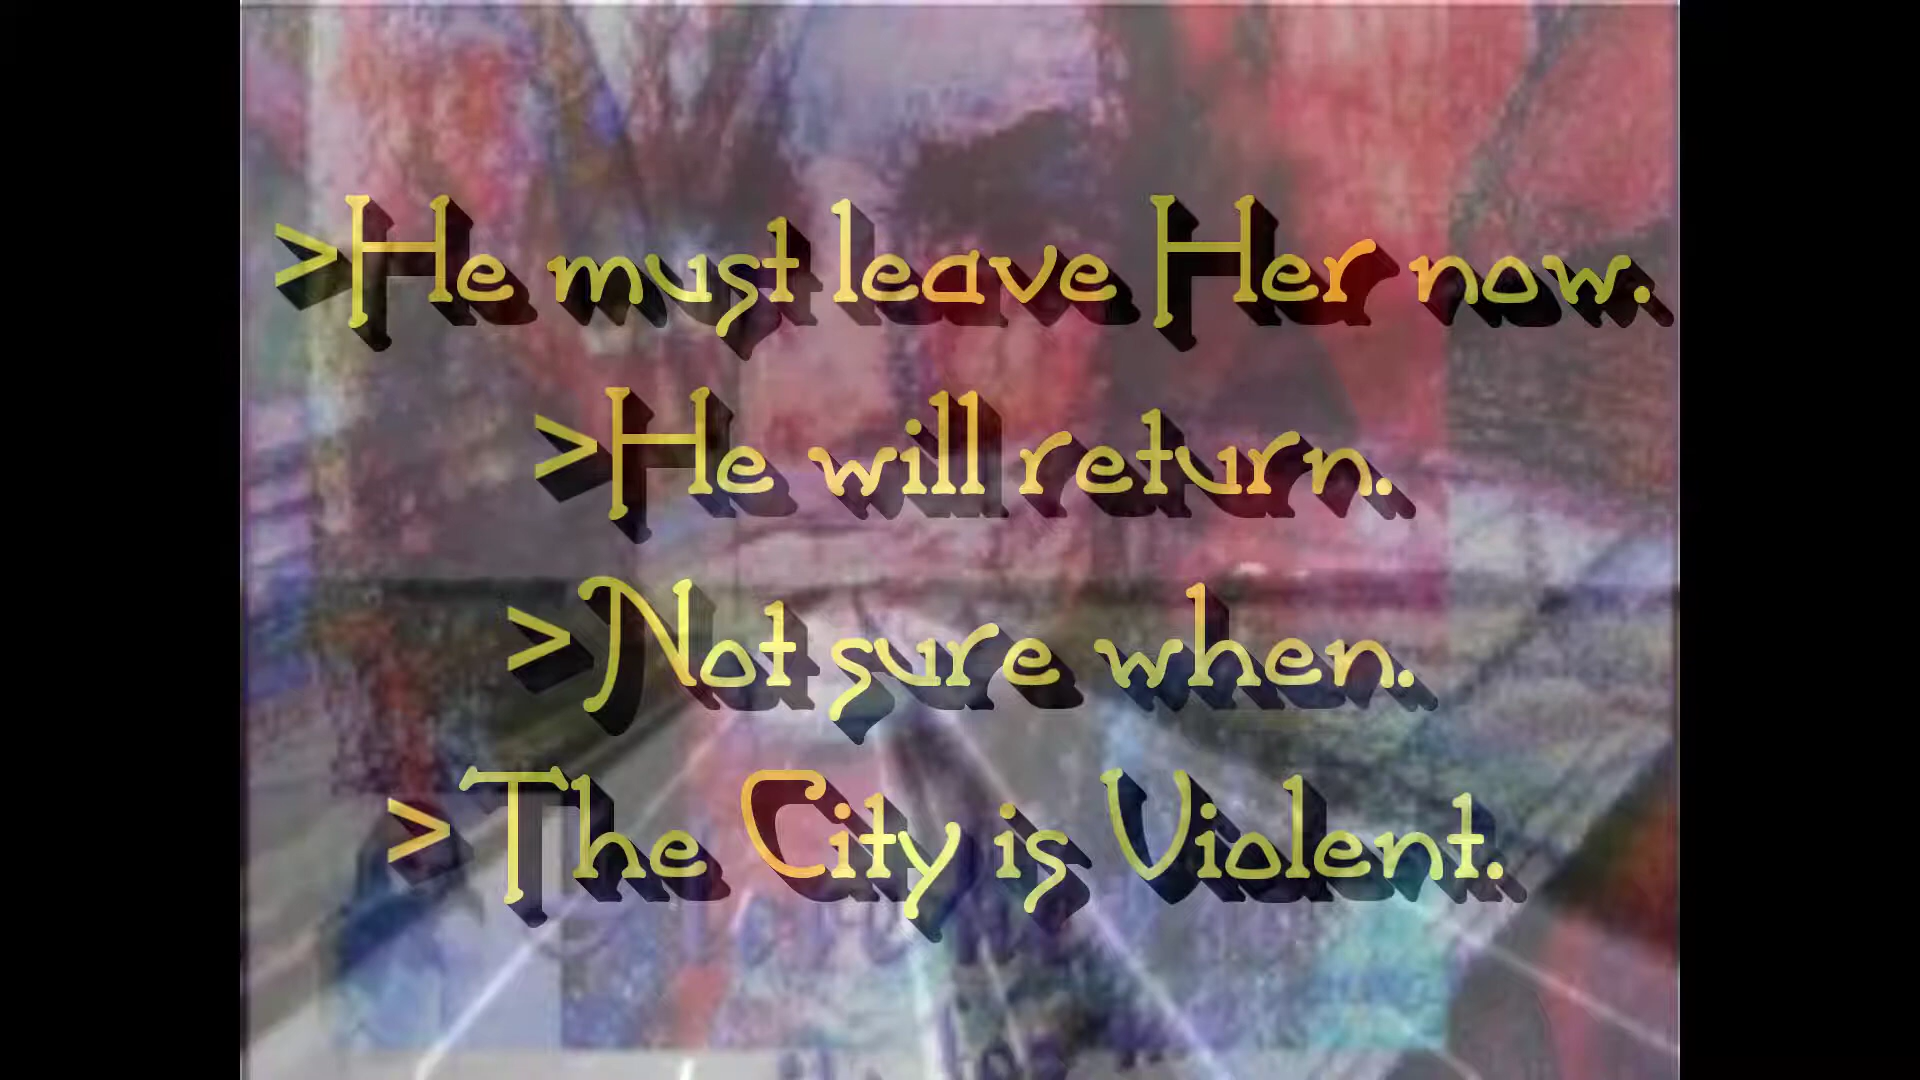 >He must leave Her now.
>He will return.
>Not sure when.
>The City is Violent.